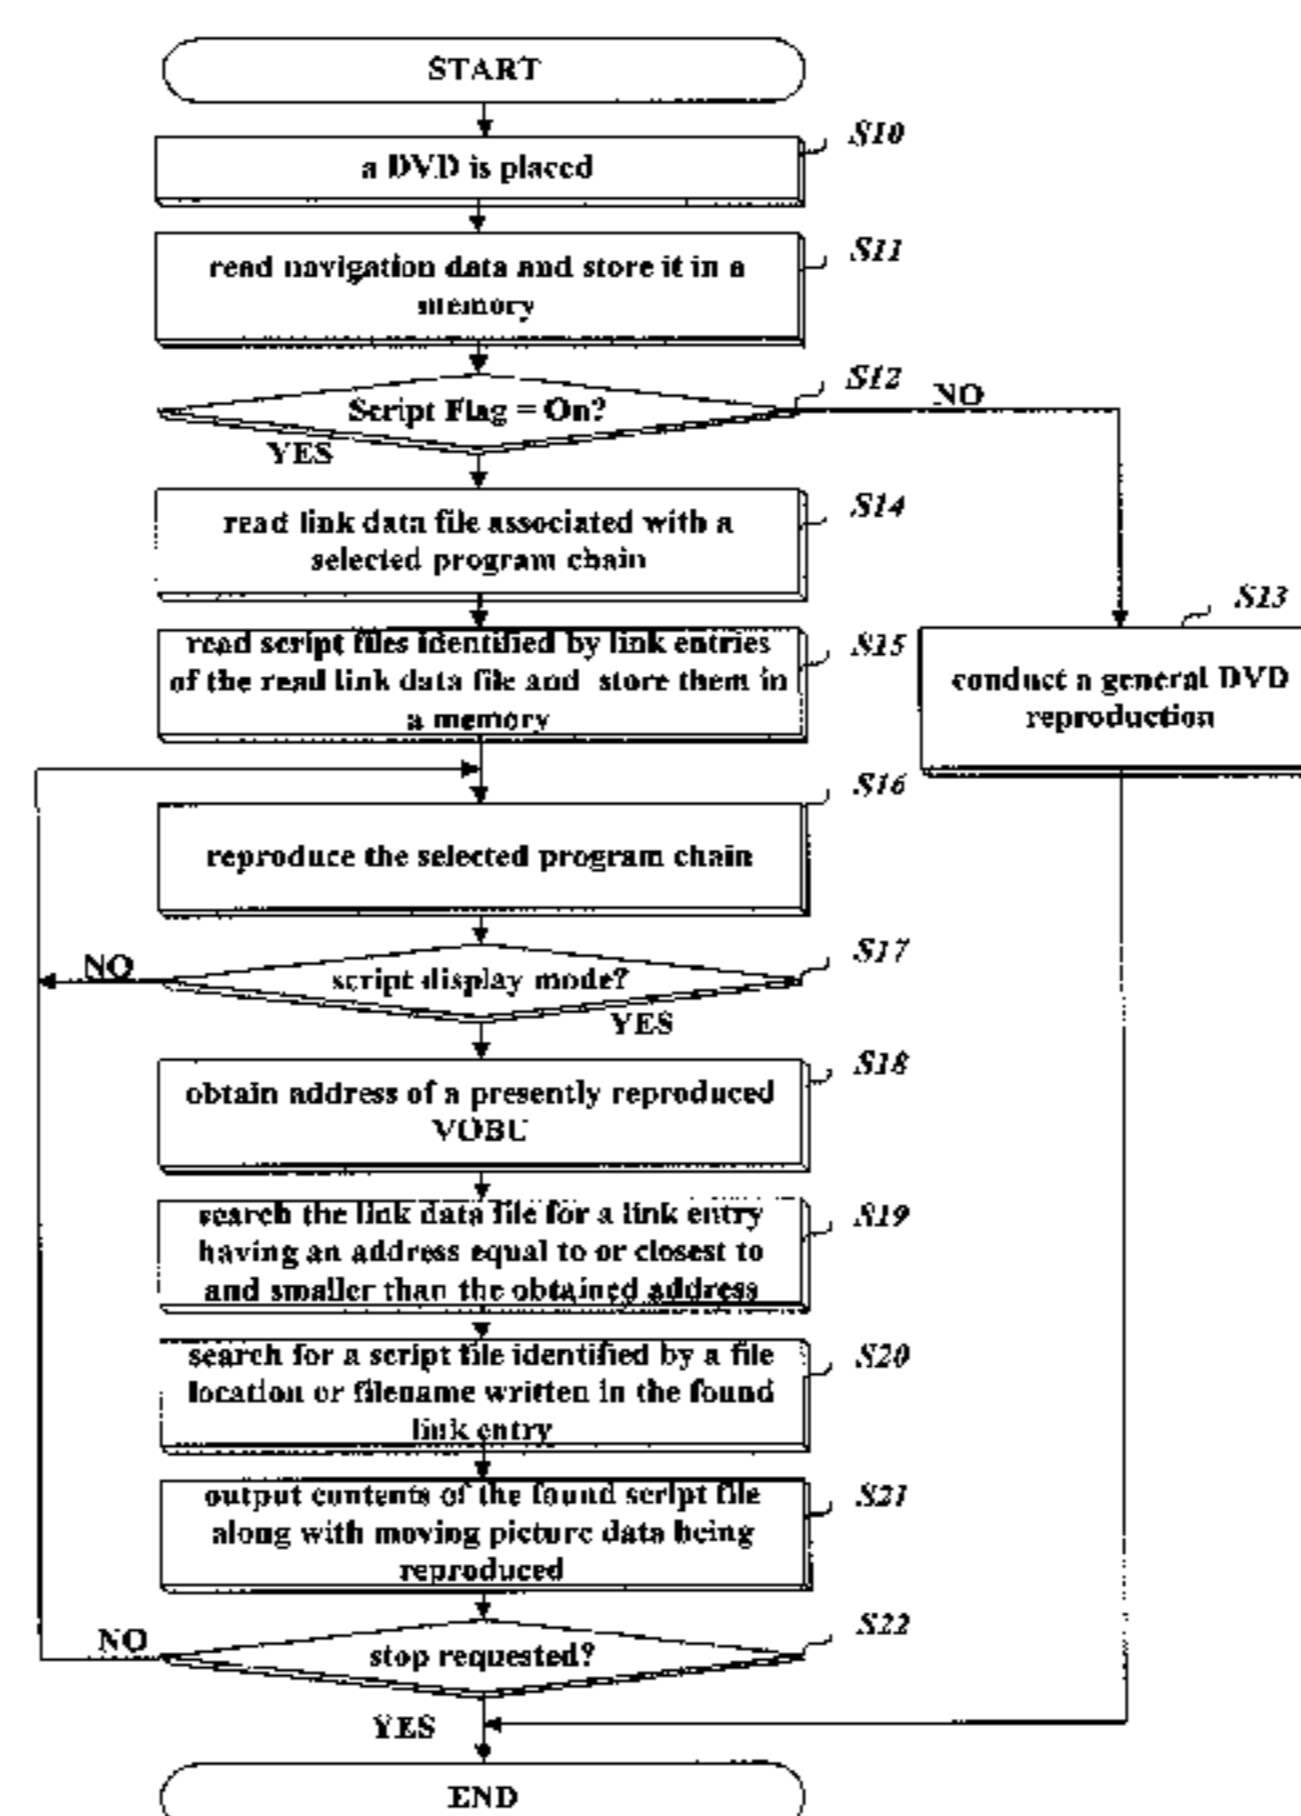 START
S10
a DVD is placed
S11
read navigation data and store it in a
memory
S12
Script Flag = On?
NO
YES
S14
read link data file associated with a
selected program chain
S13
conduct a general DVD
reproduction
S15
read script files identified by link entries
of the read link data file and store them in
a memory
S16
reproduce the selected program chain
S17
script display mode?
NO
YES
S18
obtain address of a presently reproduced
VOBU
S19
search the link data file for a link entry
having an address equal to or closest to
and smaller than the obtained address
S20
search for a script file identified by a file
location or filename written in the found
link entry
S21
output contents of the found script file
along with moving picture data being
reproduced
S22
stop requested?
NO
YES
END